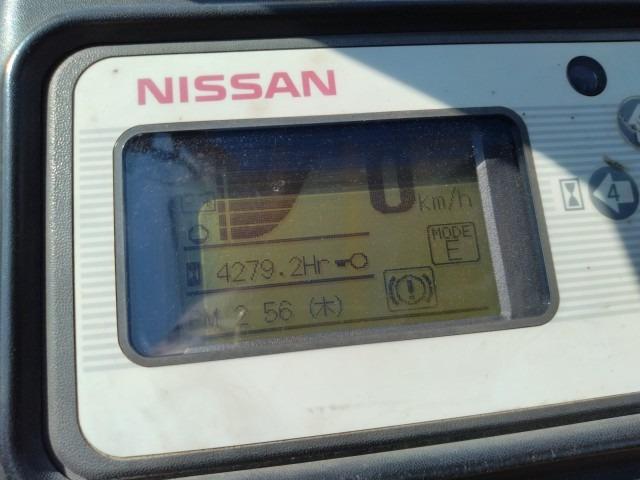 NISSAN
0 km/h
MODE
E
4279.2Hr
M 2 56 (木)
4